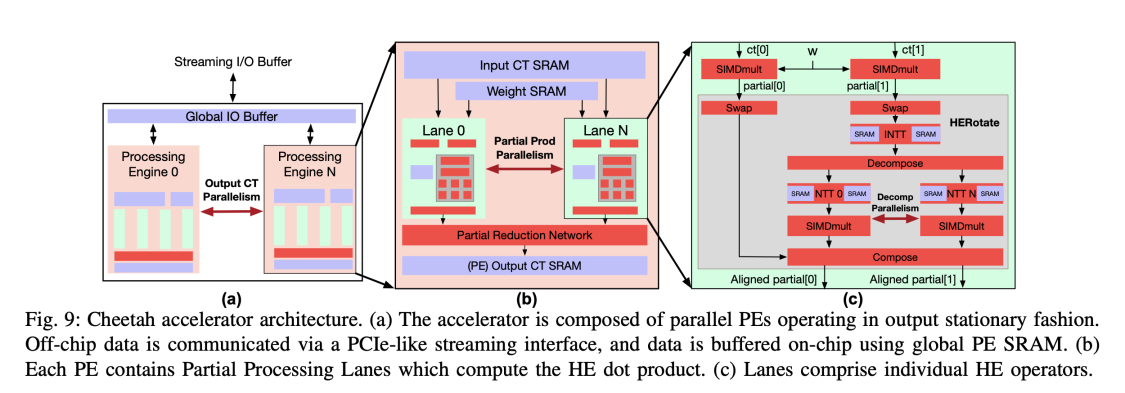 Streaming I/O Buffer
Global IO Buffer
Processing
Engine 0
Output CT
Parallelism
Processing
Engine N
(a)
Input CT SRAM
Weight SRAM
Lane 0
Partial Prod
Parallelism
Lane N
Partial Reduction Network
(PE) Output CT SRAM
(b)
ct[0] w ct[1]
SIMDmult SIMDmult
partial[0] partial[1]
Swap Swap
HERotate
SRAM INTT SRAM
Decompose
SRAM NTT 0 SRAM SRAM NTT N SRAM
Decomp
Parallelism
SIMDmult SIMDmult
Compose
Aligned partial[0] Aligned partial[1]
(c)
Fig. 9: Cheetah accelerator architecture. (a) The accelerator is composed of parallel PEs operating in output stationary fashion.
Off-chip data is communicated via a PCIe-like streaming interface, and data is buffered on-chip using global PE SRAM. (b)
Each PE contains Partial Processing Lanes which compute the HE dot product. (c) Lanes comprise individual HE operators.